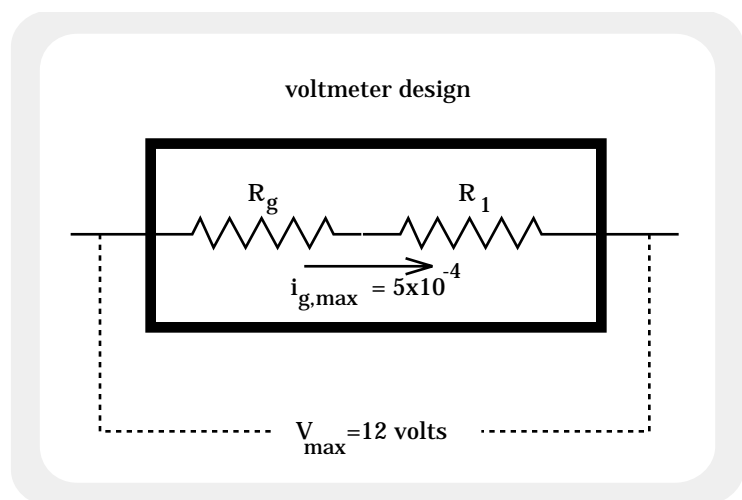 voltmeter design
R_g R_1
i_g,max = 5x10^-4
V_max=12 volts